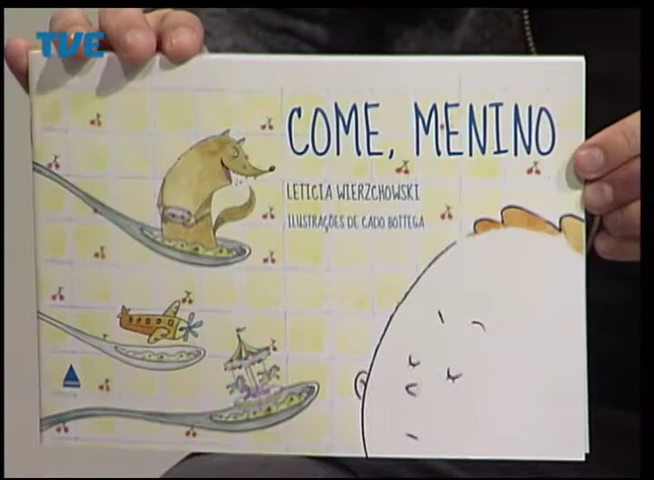 TVE
COME, MENINO
LETICIA WIERZCHOWSKI
ILUSTRAÇÕES DE CADO BOTTEGA